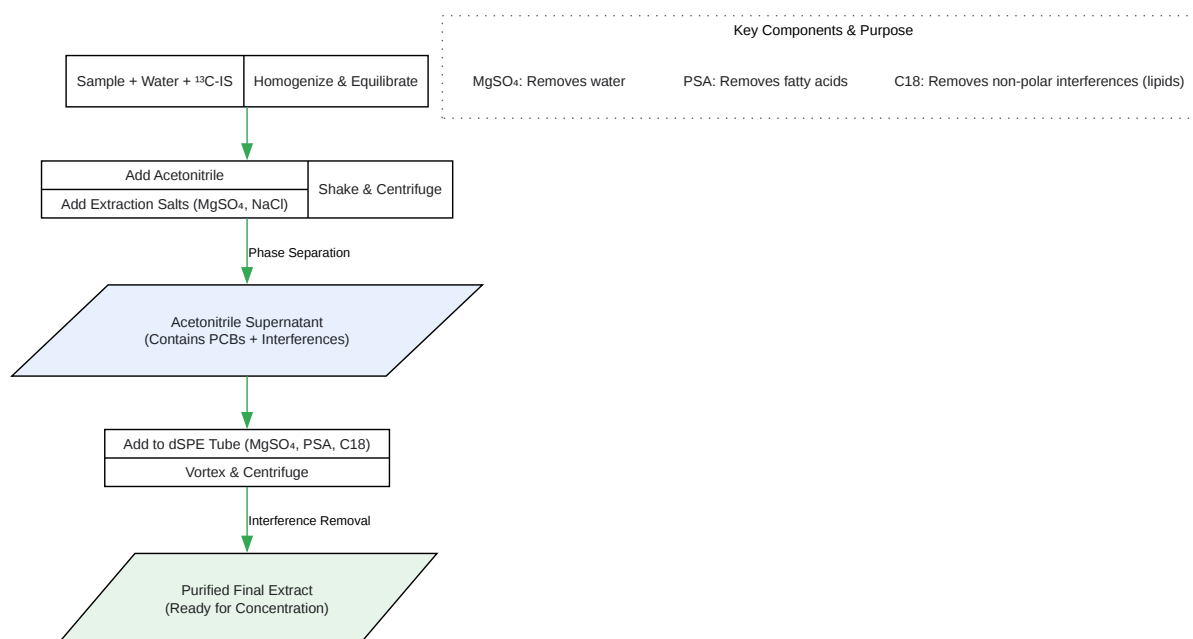 Key Components & Purpose
Sample + Water + ¹³C-IS
Homogenize & Equilibrate
MgSO₄: Removes water
PSA: Removes fatty acids
C18: Removes non-polar interferences (lipids)
Add Acetonitrile
Add Extraction Salts (MgSO₄, NaCl)
Shake & Centrifuge
Phase Separation
Acetonitrile Supernatant
(Contains PCBs + Interferences)
Add to dSPE Tube (MgSO₄, PSA, C18)
Vortex & Centrifuge
Interference Removal
Purified Final Extract
(Ready for Concentration)